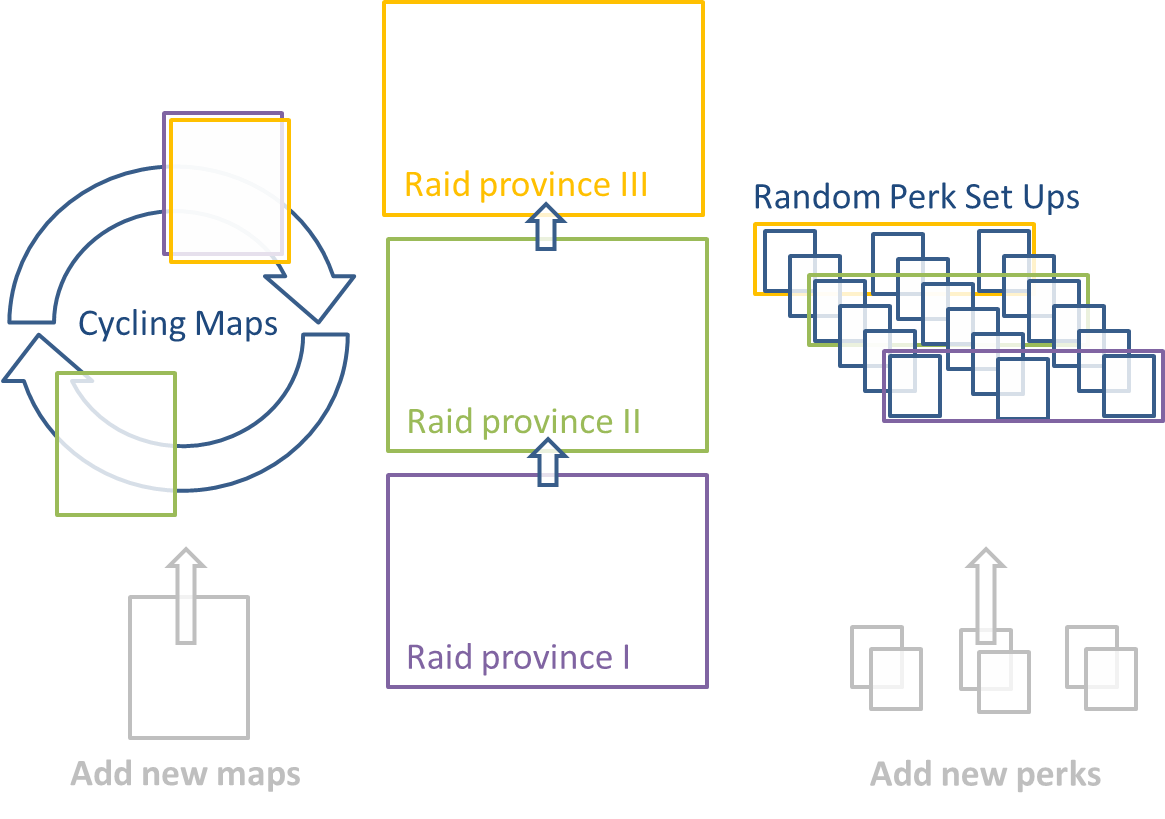 Raid province III
Random Perk Set Ups
Cycling Maps
Raid province II
Raid province I
Add new maps
Add new perks